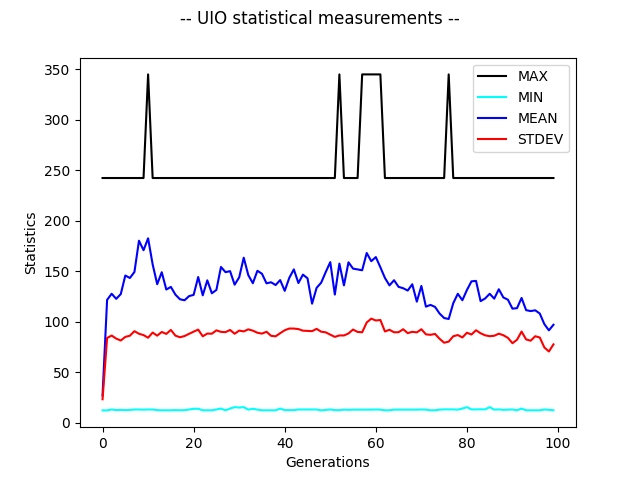 -- UIO statistical measurements --
350
300
250
200
150
100
50
0
Statistics
MAX
MIN
MEAN
STDEV
0 20 40 60 80 100
Generations